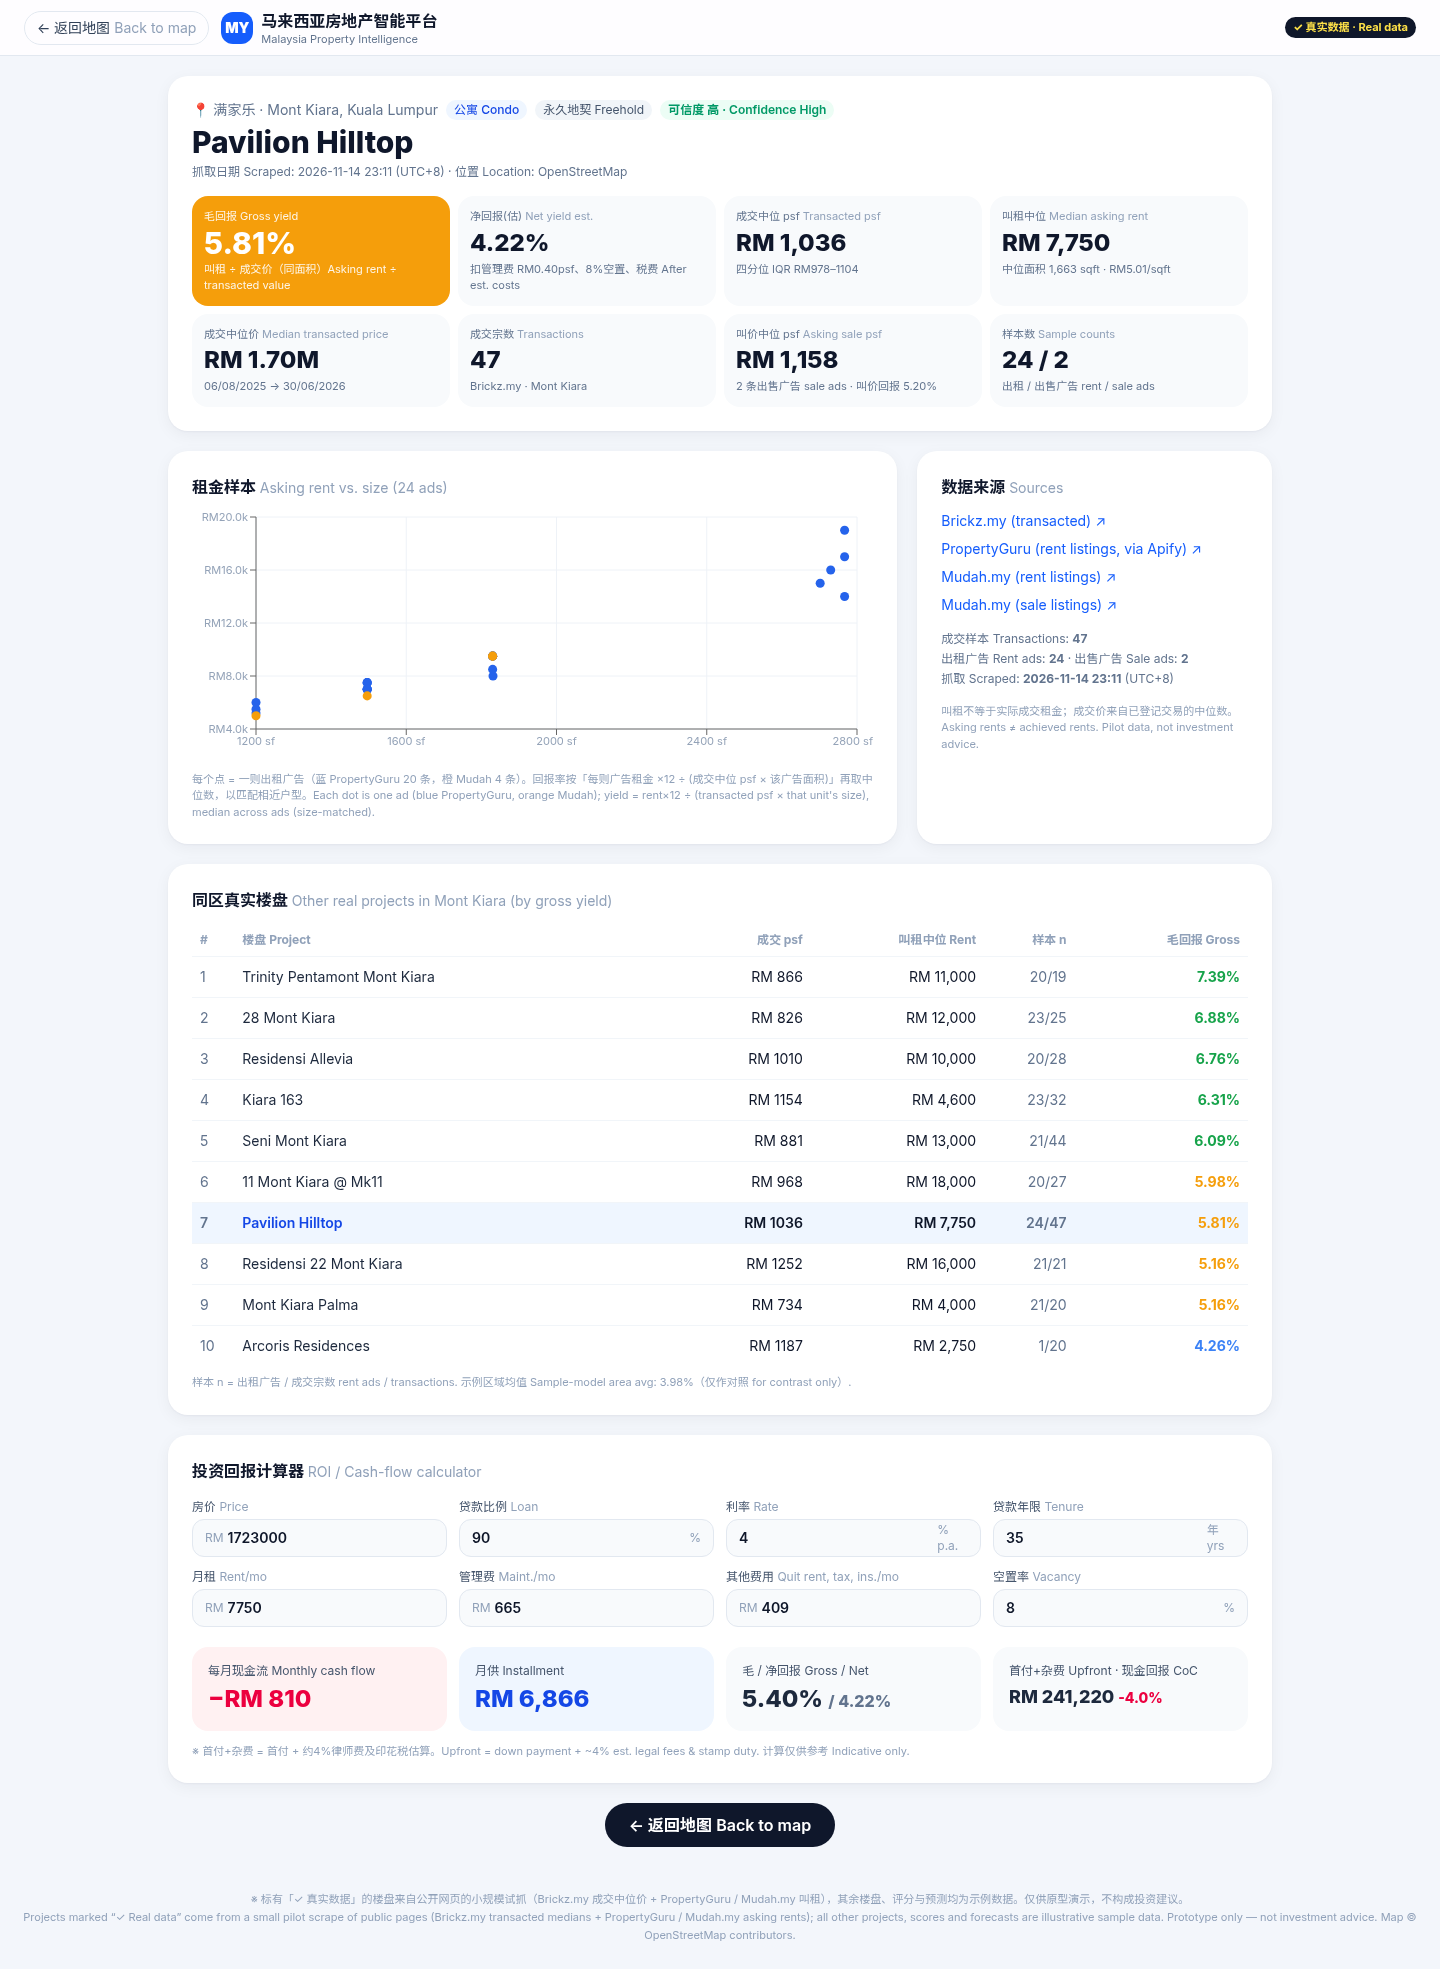 ← 返回地图 Back to map
MY
马来西亚房地产智能平台
Malaysia Property Intelligence
✓ 真实数据 · Real data
📍 满家乐 · Mont Kiara, Kuala Lumpur 公寓 Condo 永久地契 Freehold 可信度 高 · Confidence High
Pavilion Hilltop
抓取日期 Scraped: 2026-11-14 23:11 (UTC+8) · 位置 Location: OpenStreetMap
毛回报 Gross yield
5.81%
叫租 ÷ 成交价（同面积）Asking rent ÷
transacted value
净回报(估) Net yield est.
4.22%
扣管理费 RM0.40psf、8%空置、税费 After
est. costs
成交中位 psf Transacted psf
RM 1,036
四分位 IQR RM978–1104
叫租中位 Median asking rent
RM 7,750
中位面积 1,663 sqft · RM5.01/sqft
成交中位价 Median transacted price
RM 1.70M
06/08/2025 → 30/06/2026
成交宗数 Transactions
47
Brickz.my · Mont Kiara
叫价中位 psf Asking sale psf
RM 1,158
2 条出售广告 sale ads · 叫价回报 5.20%
样本数 Sample counts
24 / 2
出租 / 出售广告 rent / sale ads
租金样本 Asking rent vs. size (24 ads)
RM20.0k
RM16.0k
RM12.0k
RM8.0k
RM4.0k
1200 sf 1600 sf 2000 sf 2400 sf 2800 sf
每个点 = 一则出租广告（蓝 PropertyGuru 20 条，橙 Mudah 4 条）。回报率按「每则广告租金 ×12 ÷ (成交中位 psf × 该广告面积)」再取中
位数，以匹配相近户型。Each dot is one ad (blue PropertyGuru, orange Mudah); yield = rent×12 ÷ (transacted psf × that unit's size),
median across ads (size-matched).
数据来源 Sources
Brickz.my (transacted) ↗
PropertyGuru (rent listings, via Apify) ↗
Mudah.my (rent listings) ↗
Mudah.my (sale listings) ↗
成交样本 Transactions: 47
出租广告 Rent ads: 24 · 出售广告 Sale ads: 2
抓取 Scraped: 2026-11-14 23:11 (UTC+8)
叫租不等于实际成交租金；成交价来自已登记交易的中位数。
Asking rents ≠ achieved rents. Pilot data, not investment
advice.
同区真实楼盘 Other real projects in Mont Kiara (by gross yield)
# 楼盘 Project 成交 psf 叫租中位 Rent 样本 n 毛回报 Gross
1 Trinity Pentamont Mont Kiara RM 866 RM 11,000 20/19 7.39%
2 28 Mont Kiara RM 826 RM 12,000 23/25 6.88%
3 Residensi Allevia RM 1010 RM 10,000 20/28 6.76%
4 Kiara 163 RM 1154 RM 4,600 23/32 6.31%
5 Seni Mont Kiara RM 881 RM 13,000 21/44 6.09%
6 11 Mont Kiara @ Mk11 RM 968 RM 18,000 20/27 5.98%
7 Pavilion Hilltop RM 1036 RM 7,750 24/47 5.81%
8 Residensi 22 Mont Kiara RM 1252 RM 16,000 21/21 5.16%
9 Mont Kiara Palma RM 734 RM 4,000 21/20 5.16%
10 Arcoris Residences RM 1187 RM 2,750 1/20 4.26%
样本 n = 出租广告 / 成交宗数 rent ads / transactions. 示例区域均值 Sample-model area avg: 3.98%（仅作对照 for contrast only）.
投资回报计算器 ROI / Cash-flow calculator
房价 Price
RM 1723000
贷款比例 Loan
90 %
利率 Rate
4 % p.a.
贷款年限 Tenure
35 年 yrs
月租 Rent/mo
RM 7750
管理费 Maint./mo
RM 665
其他费用 Quit rent, tax, ins./mo
RM 409
空置率 Vacancy
8 %
每月现金流 Monthly cash flow
−RM 810
月供 Installment
RM 6,866
毛 / 净回报 Gross / Net
5.40% / 4.22%
首付+杂费 Upfront · 现金回报 CoC
RM 241,220 -4.0%
※ 首付+杂费 = 首付 + 约4%律师费及印花税估算。Upfront = down payment + ~4% est. legal fees & stamp duty. 计算仅供参考 Indicative only.
← 返回地图 Back to map
※ 标有「✓ 真实数据」的楼盘来自公开网页的小规模试抓（Brickz.my 成交中位价 + PropertyGuru / Mudah.my 叫租），其余楼盘、评分与预测均为示例数据。仅供原型演示，不构成投资建议。
Projects marked “✓ Real data” come from a small pilot scrape of public pages (Brickz.my transacted medians + PropertyGuru / Mudah.my asking rents); all other projects, scores and forecasts are illustrative sample data. Prototype only — not investment advice. Map ©
OpenStreetMap contributors.